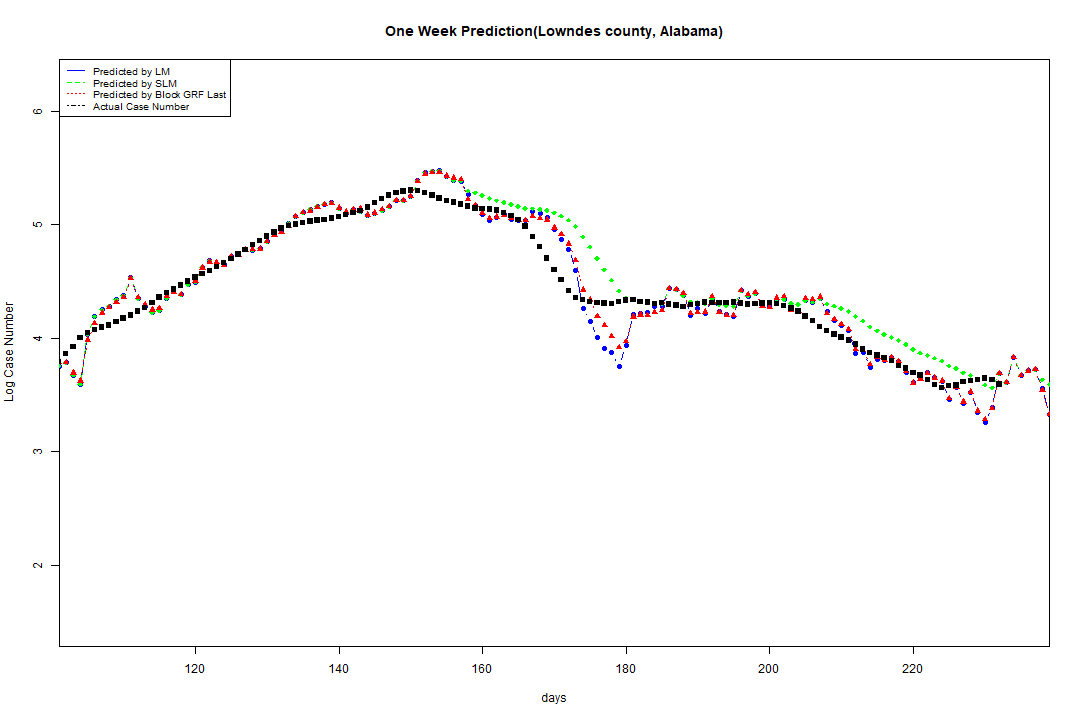 One Week Prediction(Lowndes county, Alabama)
Predicted by LM
Predicted by SLM
Predicted by Block GRF Last
Actual Case Number
6
5
4
3
2
Log Case Number
120 140 160 180 200 220
days